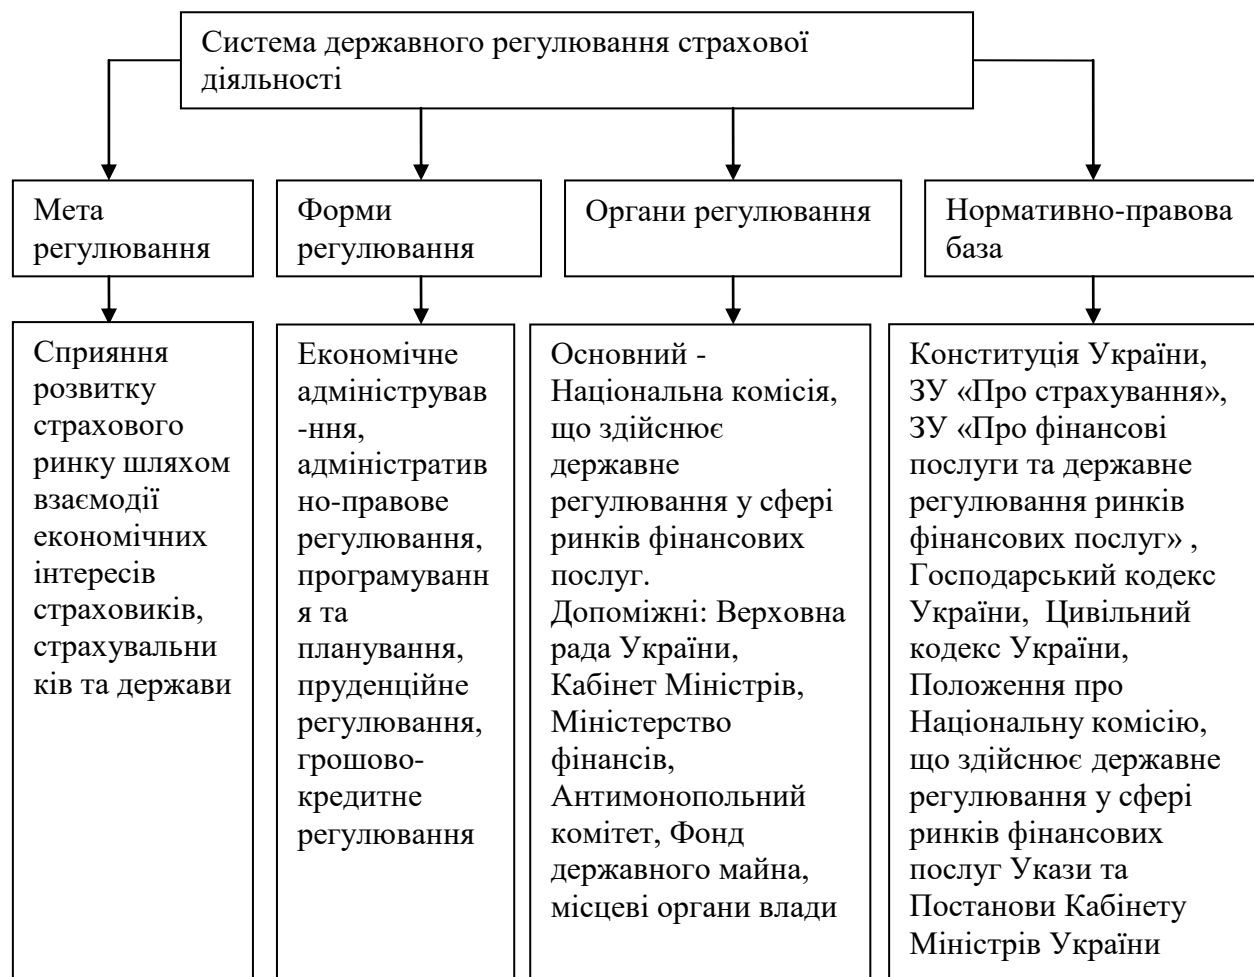 Система державного регулювання страхової
діяльності
Мета
регулювання
Форми
регулювання
Органи регулювання
Нормативно-правова
база
Сприяння
розвитку
страхового
ринку шляхом
взаємодії
економічних
інтересів
страховиків,
страхувальни
ків та держави
Економічне
адмініструв­ав
-ння,
адміністратив
но-правове
регулювання,
програмуванн
я та
планування,
пруденційне
регулювання,
грошово-
кредитне
регулювання
Основний -
Національна комісія,
що здійснює
державне
регулювання у сфері
ринків фінансових
послуг.
Допоміжні: Верховна
рада України,
Кабінет Міністрів,
Міністерство
фінансів,
Антимонопольний
комітет, Фонд
державного майна,
місцеві органи влади
Конституція України,
ЗУ «Про страхування»,
ЗУ «Про фінансові
послуги та державне
регулювання ринків
фінансових послуг» ,
Господарський кодекс
України, Цивільний
кодекс України,
Положення про
Національну комісію,
що здійснює державне
регулювання у сфері
ринків фінансових
послуг Укази та
Постанови Кабінету
Міністрів України